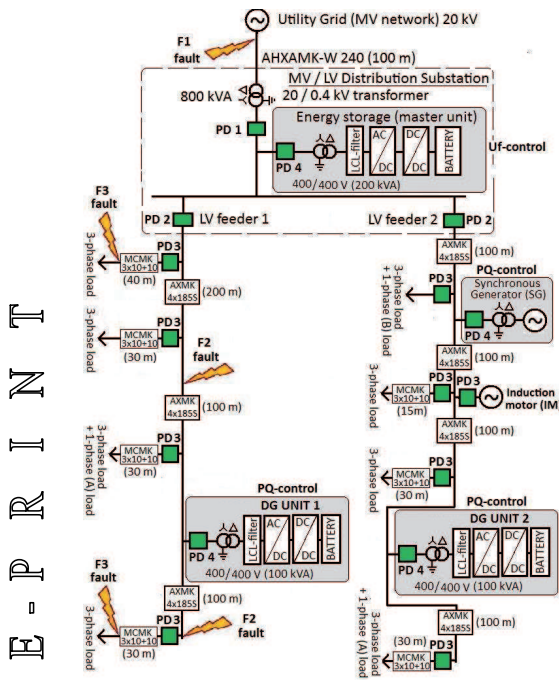 Utility Grid (MV network) 20 kV
F1
fault
AHXAMK-W 240 (100 m)
MV / LV Distribution Substation
800 kVA
20 / 0.4 kV transformer
PD 1
Energy storage (master unit)
PD 4
LCL-filter
AC
DC
DC
DC
BATTERY
400/400 V (200 kVA)
Uf-control
F3
fault
PD 2
LV feeder 1
LV feeder 2
PD 2
3-phase load
MCMK
3x10+10
(40 m)
PD3
AXMK
4x185S
(200 m)
3-phase load
MCMK
3x10+10
(30 m)
PD3
F2
fault
AXMK
4x185S
(100 m)
3-phase load
+ 1-phase (A) load
MCMK
3x10+10
(30 m)
PD3
PQ-control
DG UNIT 1
PD 4
LCL-filter
AC
DC
DC
DC
BATTERY
400/400 V (100 kVA)
AXMK
4x185S
(100 m)
F3
fault
3-phase load
MCMK
3x10+10
(30 m)
PD3
F2
fault
AXMK
4x185S
(100 m)
3-phase load
+ 1-phase (B) load
PD3
PQ-control
Synchronous
Generator (SG)
PD 4
AXMK
4x185S
(100 m)
3-phase load
MCMK
3x10+10
(15m)
PD3
PD3
Induction
motor (IM
AXMK
4x185S
(100 m)
3-phase load
MCMK
3x10+10
(30 m)
PD3
PQ-control
DG UNIT 2
PD 4
LCL-filter
AC
DC
DC
DC
BATTERY
400/400 V (100 kVA)
AXMK
4x185S
(100 m)
3-phase load
+ 1-phase (A) load
(30 m)
MCMK
3x10+10
PD3
E - P R I N T